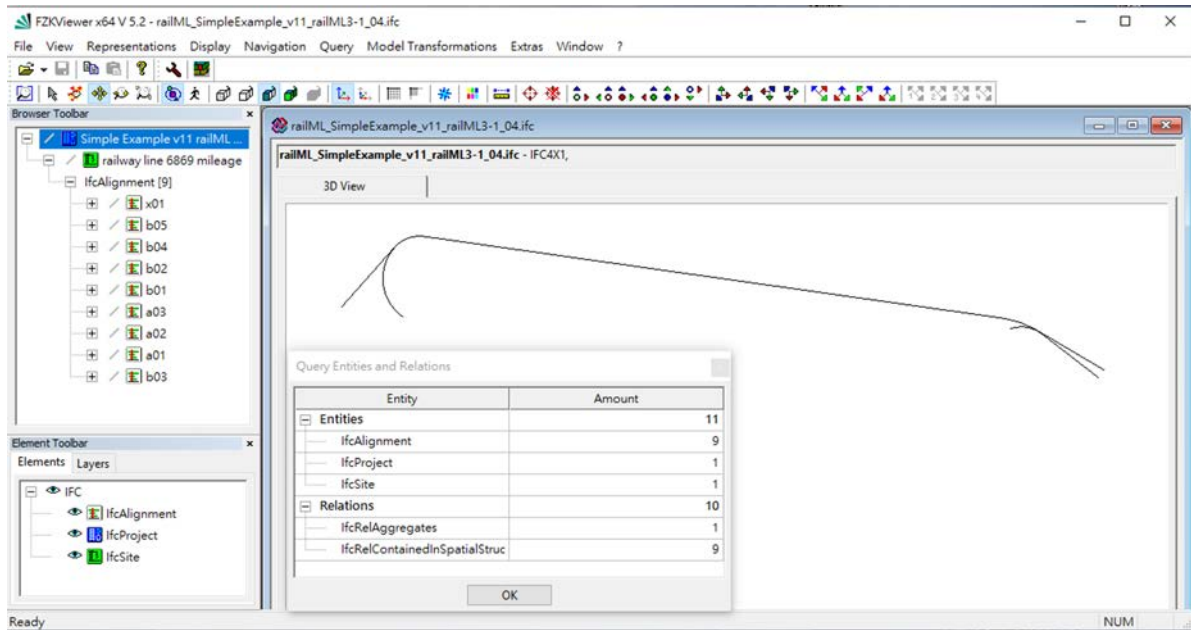 FZKViewer x64 V 5.2 - railML_SimpleExample_v11_railML3-1_04.ifc
File View Representations Display Navigation Query Model Transformations Extras Window ?
Browser Toolbar
Simple Example v11 railML ...
railway line 6869 mileage
IfcAlignment [9]
x01
b05
b04
b02
b01
a03
a02
a01
b03
Element Toolbar
Elements Layers
IFC
IfcAlignment
IfcProject
IfcSite
railML_SimpleExample_v11_railML3-1_04.ifc
railML_SimpleExample_v11_railML3-1_04.ifc - IFC4X1,
3D View
Query Entities and Relations
Entity Amount
Entities 11
IfcAlignment 9
IfcProject 1
IfcSite 1
Relations 10
IfcRelAggregates 1
IfcRelContainedInSpatialStruc 9
OK
Ready NUM